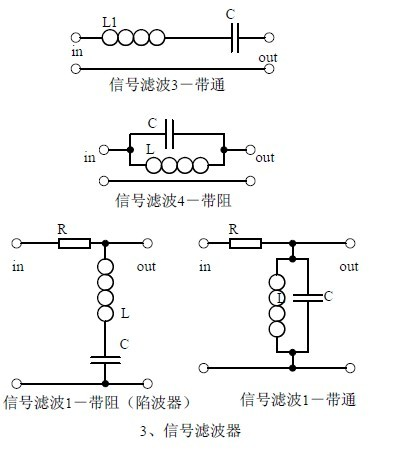 L1 C
in out
信号滤波3－带通
C
in L out
信号滤波4－带阻
R R
in out in out
L L C
C
信号滤波1－带阻（陷波器） 信号滤波1－带通
3、信号滤波器